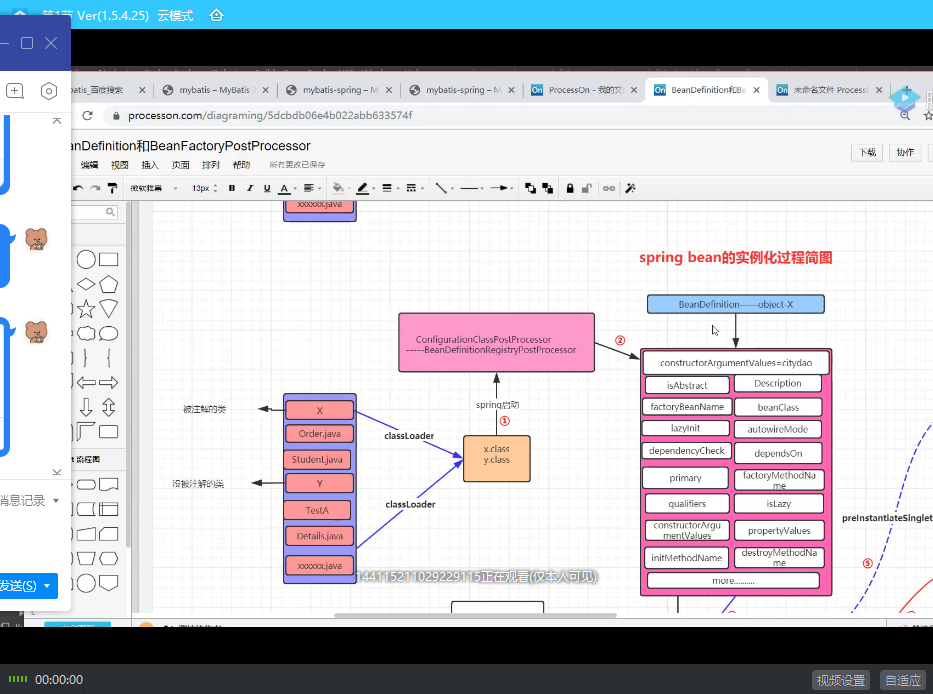 第1节 Ver(1.5.4.25) 云模式
batis_百度搜索
mybatis – MyBatis 3
mybatis-spring – M
mybatis-spring – M
On ProcessOn - 我的文
On BeanDefinition和Be
On 未命名文件 Process
processon.com/diagraming/5dcbdb06e4b022abb633574f
anDefinition和BeanFactoryPostProcessor
编辑 视图 插入 页面 排列 帮助 所有更改已保存
下载 协作
微软雅黑 13px B I U A
xxxxxx.java
spring bean的实例化过程简图
BeanDefinition-----object-X
ConfigurationClassPostProcessor
-----BeanDefinitionRegistryPostProcessor
②
constructorArgumentValues=citydao
isAbstract Description
factoryBeanName beanClass
lazyInit autowireMode
dependencyCheck dependsOn
primary factoryMethodName
qualifiers isLazy
constructorArgumentValues propertyValues
initMethodName destroyMethodName
more..........
spring启动
①
x.class
y.class
被注解的类
没被注解的类
X
Order.java
Student.java
Y
TestA
Details.java
xxxxxx.java
classLoader
classLoader
preInstantiateSinglet
⑤
流程图
消息记录
发送(S)
144115211029229115正在观看(仅本人可见)
00:00:00
视频设置 自适应